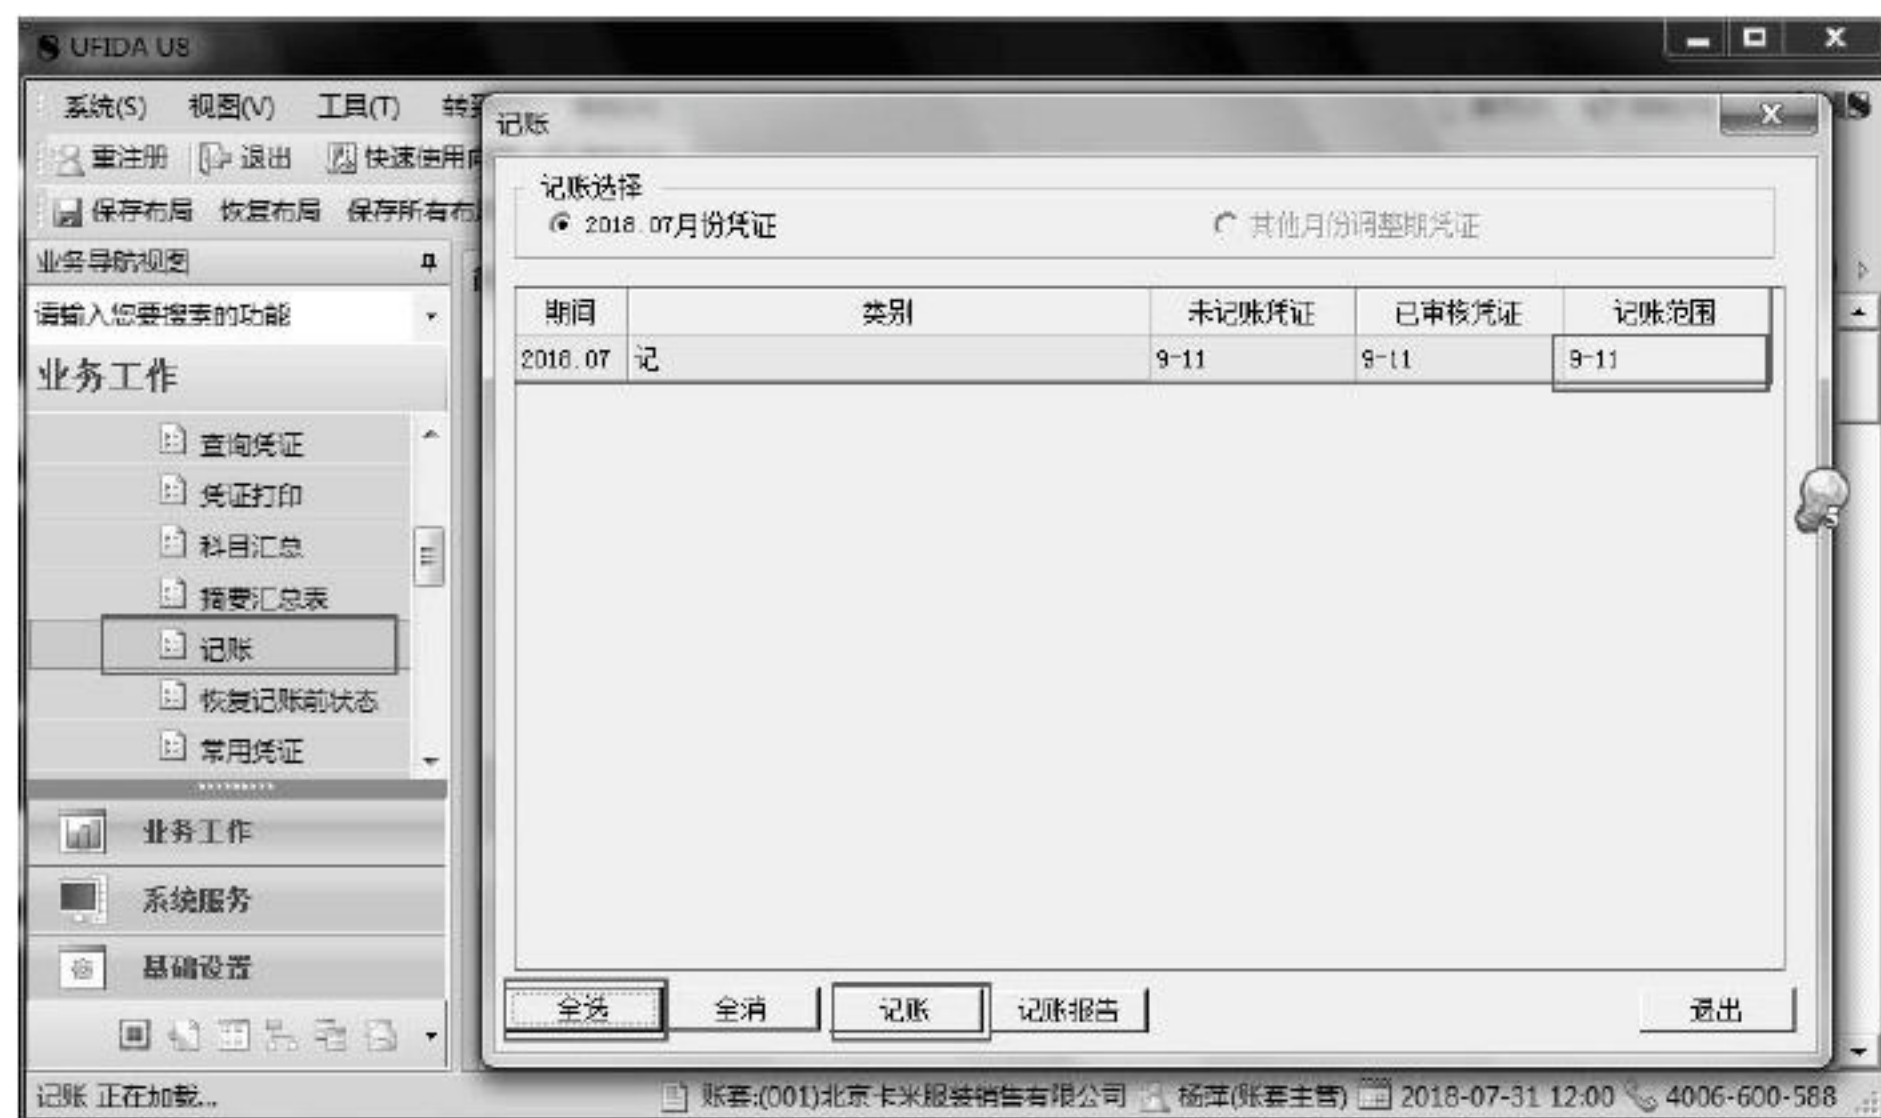 UFIDA U8
系统(S) 视图(V) 工具(T)
重注册 退出 快速使用
保存布局 恢复布局 保存所有布
业务导航视图
请输入您要搜索的功能
业务工作
查询凭证
凭证打印
科目汇总
摘要汇总表
记账
恢复记账前状态
常用凭证
业务工作
系统服务
基础设置
记账
记账选择
2018.07月份凭证 其他月份调整期凭证
期间 类别 未记账凭证 已审核凭证 记账范围
2018.07 记 9-11 9-11 9-11
5
全选 全消 记账 记账报告 退出
记账 正在加载... 账套:(001)北京卡米服装销售有限公司 杨萍(账套主管) 2018-07-31 12:00 4006-600-588